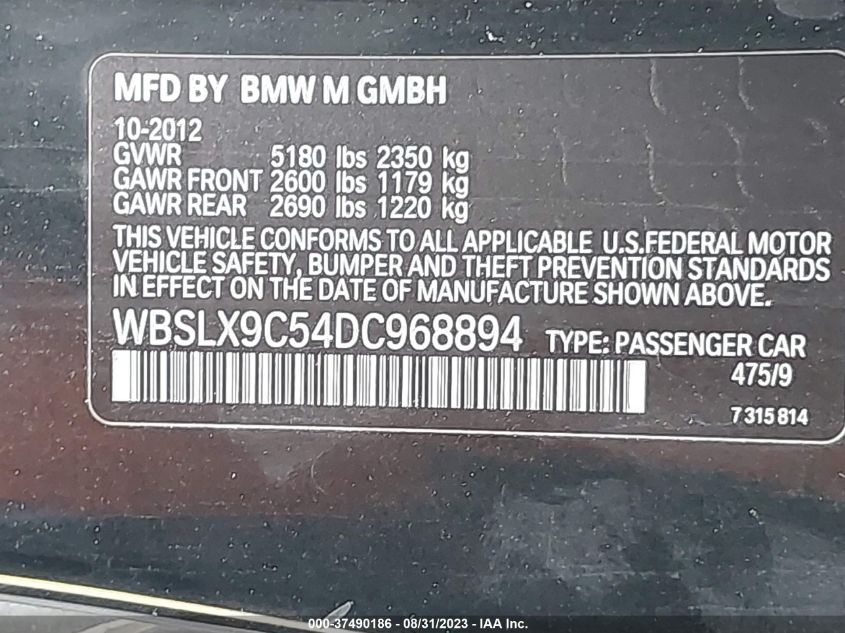 MFD BY BMW M GMBH
10-2012
GVWR 5180 lbs 2350 kg
GAWR FRONT 2600 lbs 1179 kg
GAWR REAR 2690 lbs 1220 kg
THIS VEHICLE CONFORMS TO ALL APPLICABLE U.S.FEDERAL MOTOR
VEHICLE SAFETY, BUMPER AND THEFT PREVENTION STANDARDS
IN EFFECT ON THE DATE OF MANUFACTURE SHOWN ABOVE.
WBSLX9C54DC968894 TYPE: PASSENGER CAR
475/9
7 315 814
000-37490186 - 08/31/2023 - IAA Inc.